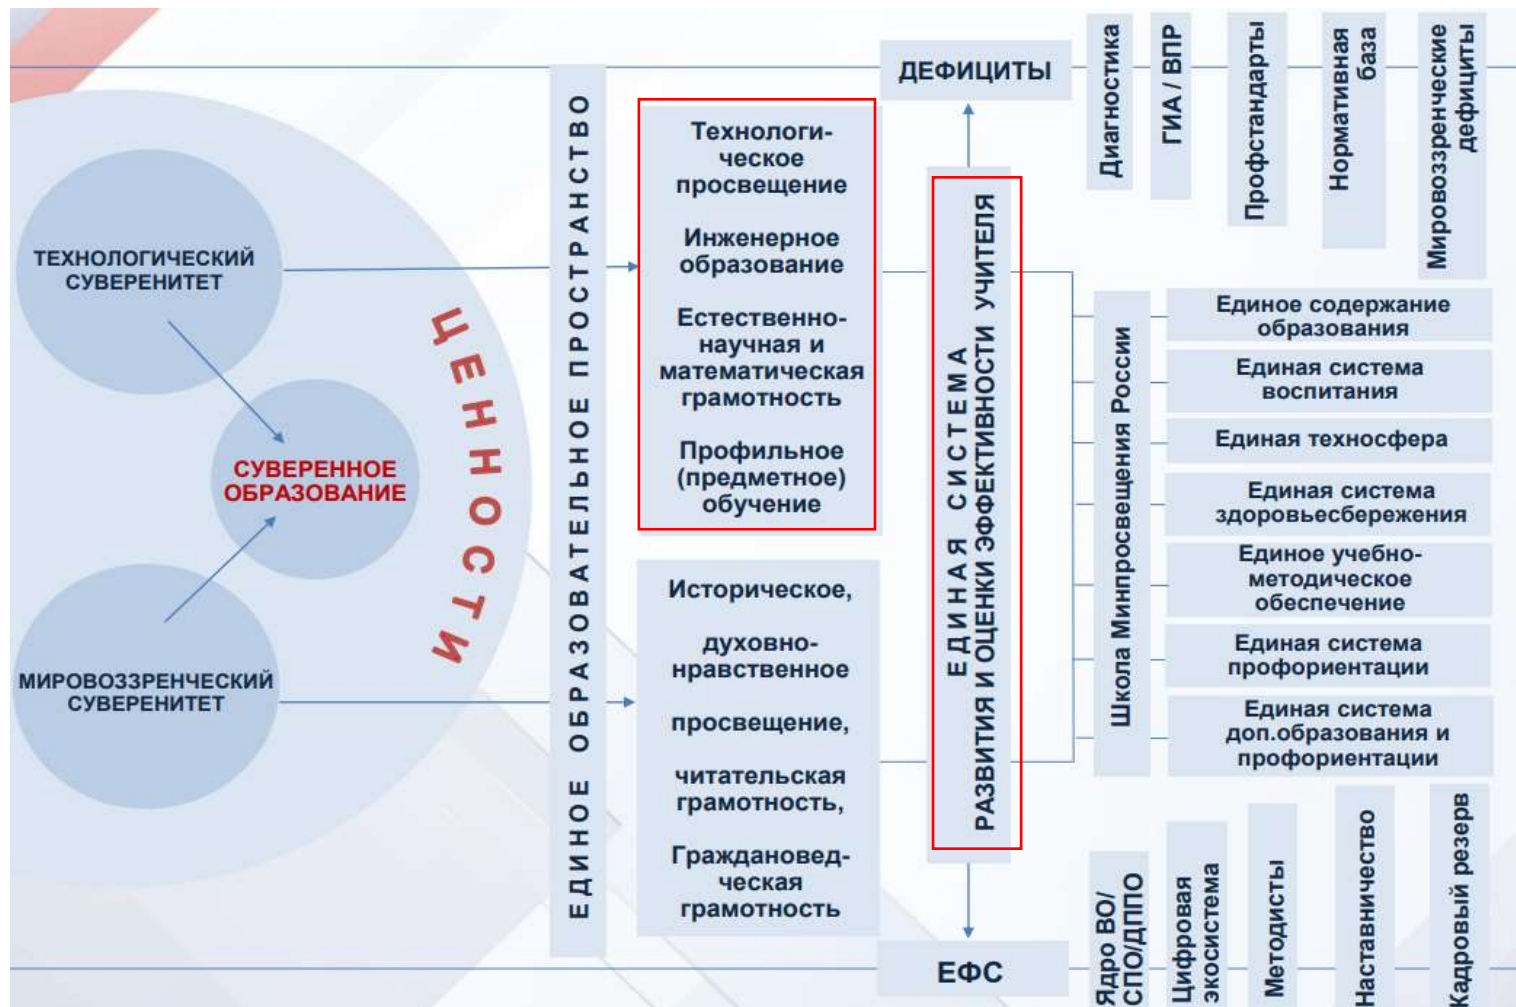 ТЕХНОЛОГИЧЕСКИЙ
СУВЕРЕНИТЕТ
СУВЕРЕННОЕ
ОБРАЗОВАНИЕ
МИРОВОЗЗРЕНЧЕСКИЙ
СУВЕРЕНИТЕТ
ЦЕННОСТИ
ЕДИНОЕ ОБРАЗОВАТЕЛЬНОЕ ПРОСТРАНСТВО
Технологи-
ческое
просвещение
Инженерное
образование
Естественно-
научная и
математическая
грамотность
Профильное
(предметное)
обучение
Историческое,
духовно-
нравственное
просвещение,
читательская
грамотность,
Граждановед-
ческая
грамотность
ДЕФИЦИТЫ
ЕДИНАЯ СИСТЕМА
РАЗВИТИЯ И ОЦЕНКИ ЭФФЕКТИВНОСТИ УЧИТЕЛЯ
ЕФС
Диагностика
ГИА / ВПР
Профстандарты
Нормативная
база
Мировоззренческие
дефициты
Школа Минпросвещения России
Единое содержание
образования
Единая система
воспитания
Единая техносфера
Единая система
здоровьесбережения
Единое учебно-
методическое
обеспечение
Единая система
профориентации
Единая система
доп.образования и
профориентации
Ядро ВО/
СПО/ДППО
Цифровая
экосистема
Методисты
Наставничество
Кадровый резерв